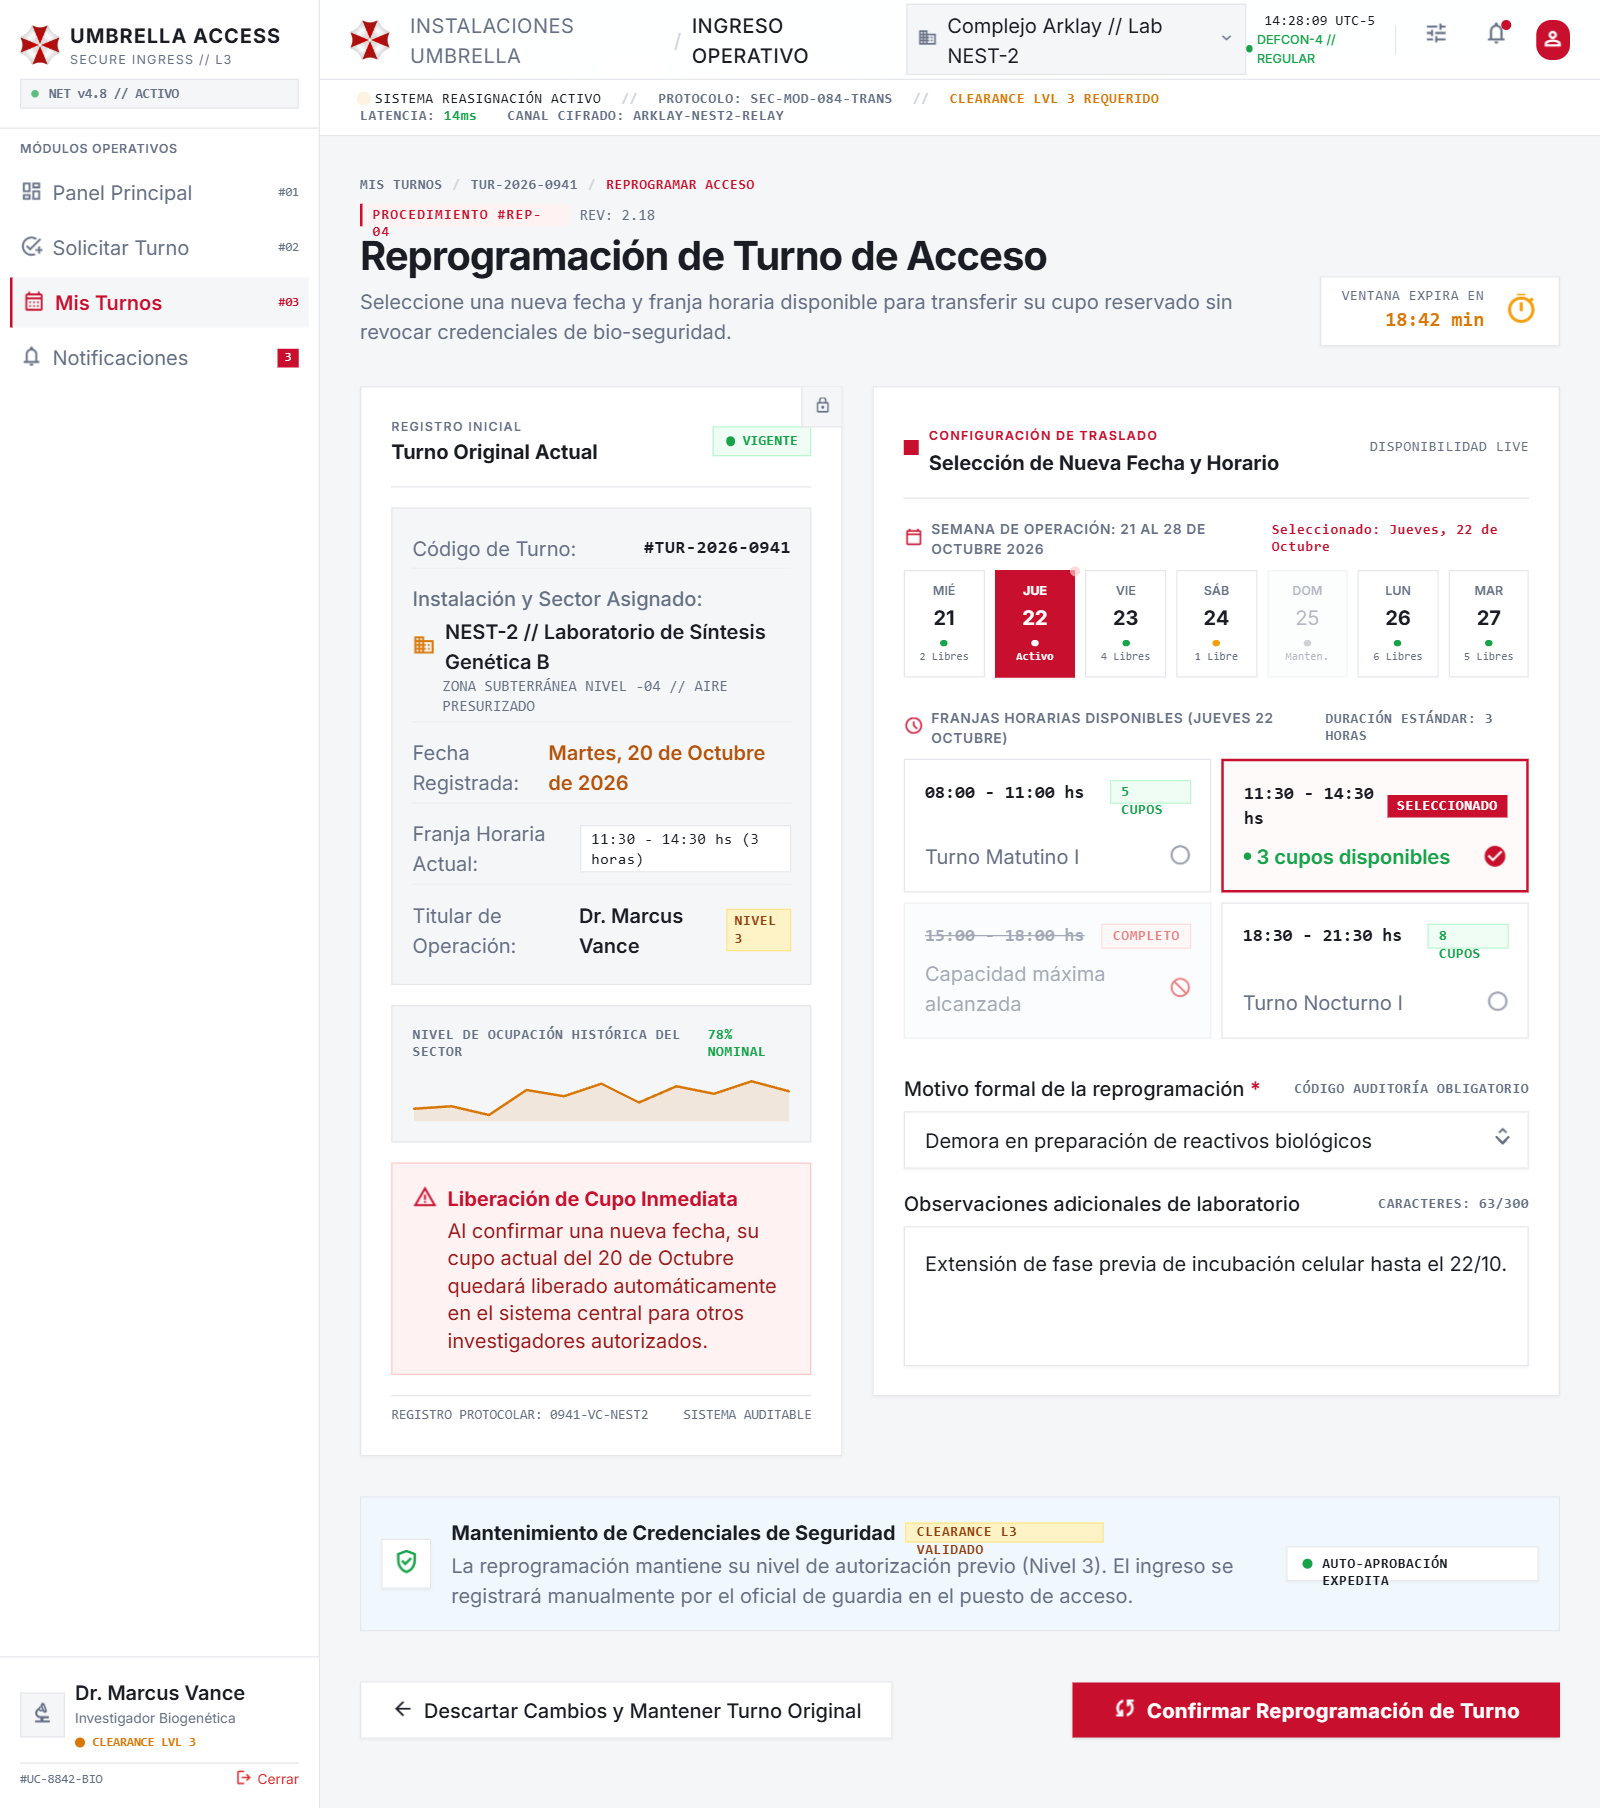 UMBRELLA ACCESS
SECURE INGRESS // L3
NET v4.8 // ACTIVO
MÓDULOS OPERATIVOS
Panel Principal #01
Solicitar Turno #02
Mis Turnos #03
Notificaciones 3
Dr. Marcus Vance
Investigador Biogenética
CLEARANCE LVL 3
#UC-8842-BIO Cerrar
INSTALACIONES
UMBRELLA
/
INGRESO
OPERATIVO
Complejo Arklay // Lab
NEST-2
14:28:09 UTC-5
DEFCON-4 //
REGULAR
SISTEMA REASIGNACIÓN ACTIVO // PROTOCOLO: SEC-MOD-084-TRANS // CLEARANCE LVL 3 REQUERIDO
LATENCIA: 14ms CANAL CIFRADO: ARKLAY-NEST2-RELAY
MIS TURNOS / TUR-2026-0941 / REPROGRAMAR ACCESO
PROCEDIMIENTO #REP-
04
REV: 2.18
Reprogramación de Turno de Acceso
Seleccione una nueva fecha y franja horaria disponible para transferir su cupo reservado sin
revocar credenciales de bio-seguridad.
VENTANA EXPIRA EN
18:42 min
REGISTRO INICIAL
Turno Original Actual
VIGENTE
Código de Turno: #TUR-2026-0941
Instalación y Sector Asignado:
NEST-2 // Laboratorio de Síntesis
Genética B
ZONA SUBTERRÁNEA NIVEL -04 // AIRE
PRESURIZADO
Fecha
Registrada:
Martes, 20 de Octubre
de 2026
Franja Horaria
Actual:
11:30 - 14:30 hs (3
horas)
Titular de
Operación:
Dr. Marcus
Vance
NIVEL
3
NIVEL DE OCUPACIÓN HISTÓRICA DEL
SECTOR
78%
NOMINAL
Liberación de Cupo Inmediata
Al confirmar una nueva fecha, su
cupo actual del 20 de Octubre
quedará liberado automáticamente
en el sistema central para otros
investigadores autorizados.
REGISTRO PROTOCOLAR: 0941-VC-NEST2 SISTEMA AUDITABLE
CONFIGURACIÓN DE TRASLADO
Selección de Nueva Fecha y Horario
DISPONIBILIDAD LIVE
SEMANA DE OPERACIÓN: 21 AL 28 DE
OCTUBRE 2026
Seleccionado: Jueves, 22 de
Octubre
MIÉ JUE VIE SÁB DOM LUN MAR
21 22 23 24 25 26 27
2 Libres Activo 4 Libres 1 Libre Manten. 6 Libres 5 Libres
FRANJAS HORARIAS DISPONIBLES (JUEVES 22
OCTUBRE)
DURACIÓN ESTÁNDAR: 3
HORAS
08:00 - 11:00 hs
5
CUPOS
Turno Matutino I
11:30 - 14:30
hs
SELECCIONADO
3 cupos disponibles
15:00 - 18:00 hs
COMPLETO
Capacidad máxima
alcanzada
18:30 - 21:30 hs
8
CUPOS
Turno Nocturno I
Motivo formal de la reprogramación * CÓDIGO AUDITORÍA OBLIGATORIO
Demora en preparación de reactivos biológicos
Observaciones adicionales de laboratorio CARACTERES: 63/300
Extensión de fase previa de incubación celular hasta el 22/10.
Mantenimiento de Credenciales de Seguridad
CLEARANCE L3
VALIDADO
La reprogramación mantiene su nivel de autorización previo (Nivel 3). El ingreso se
registrará manualmente por el oficial de guardia en el puesto de acceso.
AUTO-APROBACIÓN
EXPEDITA
Descartar Cambios y Mantener Turno Original
Confirmar Reprogramación de Turno